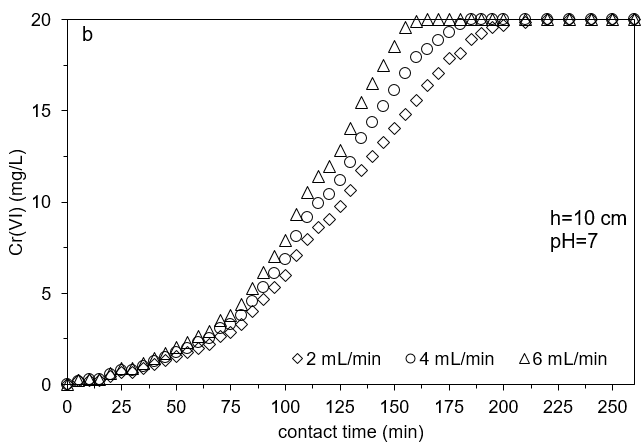 20
b
15
Cr(VI) (mg/L)
10
h=10 cm
pH=7
5
2 mL/min
4 mL/min
6 mL/min
0
0 25 50 75 100 125 150 175 200 225 250
contact time (min)